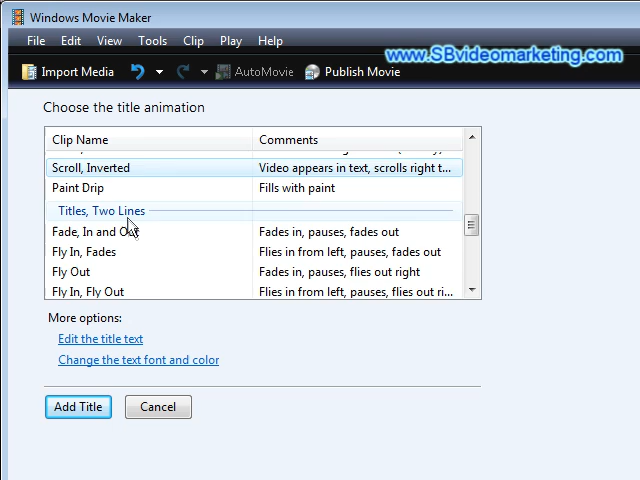 Windows Movie Maker
File Edit View Tools Clip Play Help
www.SBvideomarketing.com
Import Media AutoMovie Publish Movie
Choose the title animation
Clip Name Comments
Scroll, Inverted Video appears in text, scrolls right t...
Paint Drip Fills with paint
Titles, Two Lines
Fade, In and Out Fades in, pauses, fades out
Fly In, Fades Flies in from left, pauses, fades out
Fly Out Fades in, pauses, flies out right
Fly In, Fly Out Flies in from left, pauses, flies out ri...
More options:
Edit the title text
Change the text font and color
Add Title Cancel